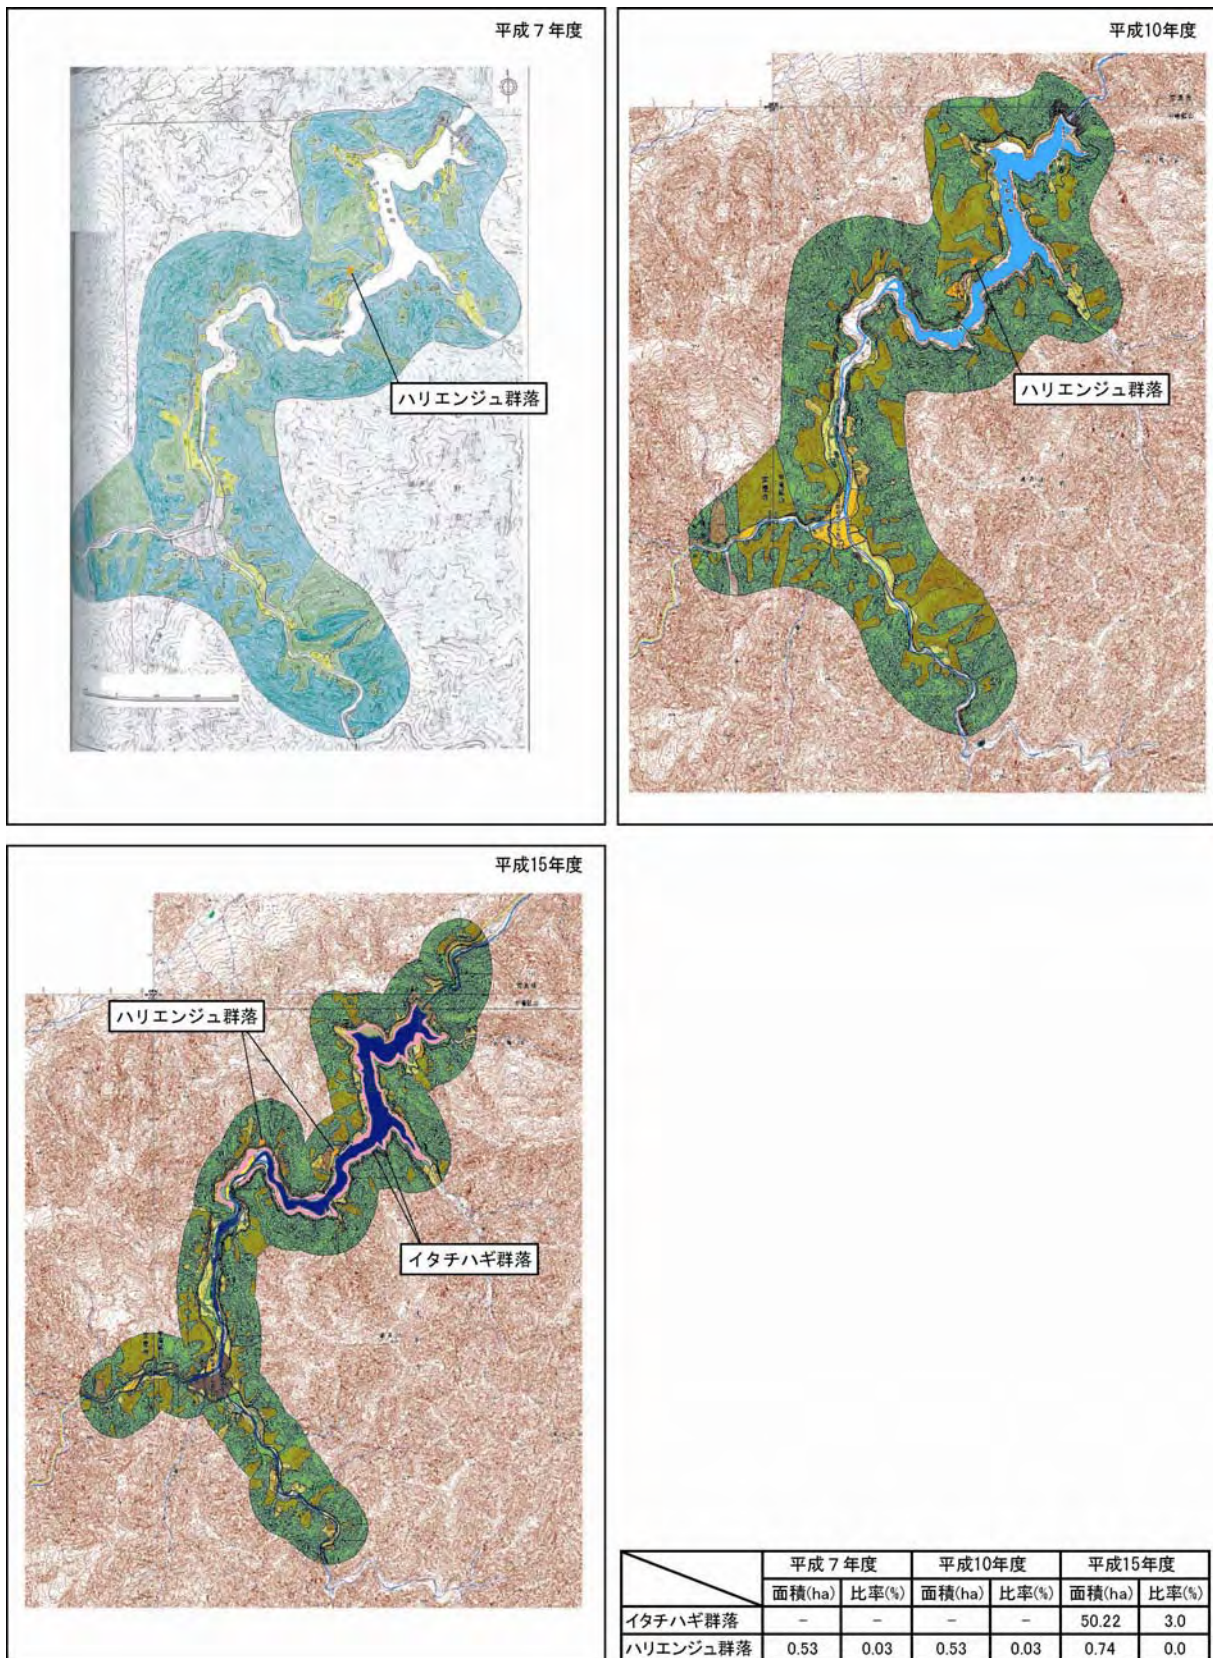 平成７年度
ハリエンジュ群落
平成10年度
ハリエンジュ群落
平成15年度
ハリエンジュ群落
イタチハギ群落
平成７年度 平成10年度 平成15年度
面積(ha) 比率(%) 面積(ha) 比率(%) 面積(ha) 比率(%)
イタチハギ群落 － － － － 50.22 3.0
ハリエンジュ群落 0.53 0.03 0.53 0.03 0.74 0.0